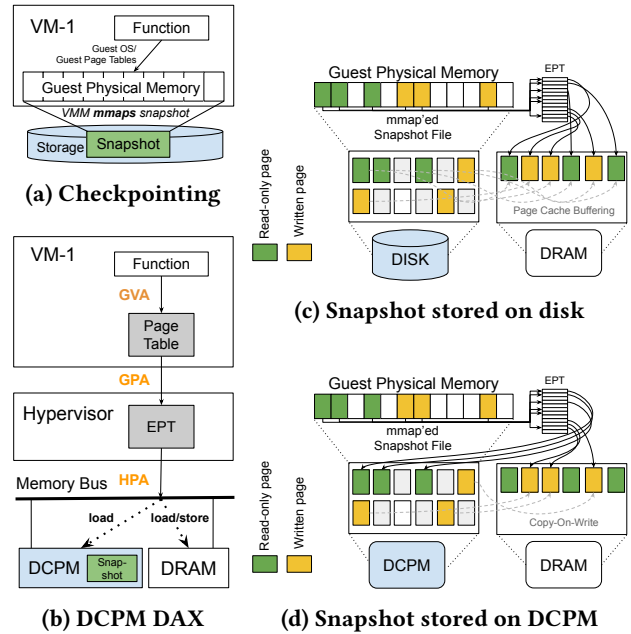 VM-1
Function
Guest OS/
Guest Page Tables
Guest Physical Memory
VMM mmaps snapshot
Storage
Snapshot
(a) Checkpointing
VM-1
Function
GVA
Page
Table
GPA
Hypervisor
EPT
HPA
Memory Bus
load
load/store
DCPM
Snap-
shot
DRAM
(b) DCPM DAX
Guest Physical Memory
EPT
mmap'ed
Snapshot File
Read-only page
Written page
Page Cache Buffering
DISK
DRAM
(c) Snapshot stored on disk
Guest Physical Memory
EPT
mmap'ed
Snapshot File
Read-only page
Written page
Copy-On-Write
DCPM
DRAM
(d) Snapshot stored on DCPM